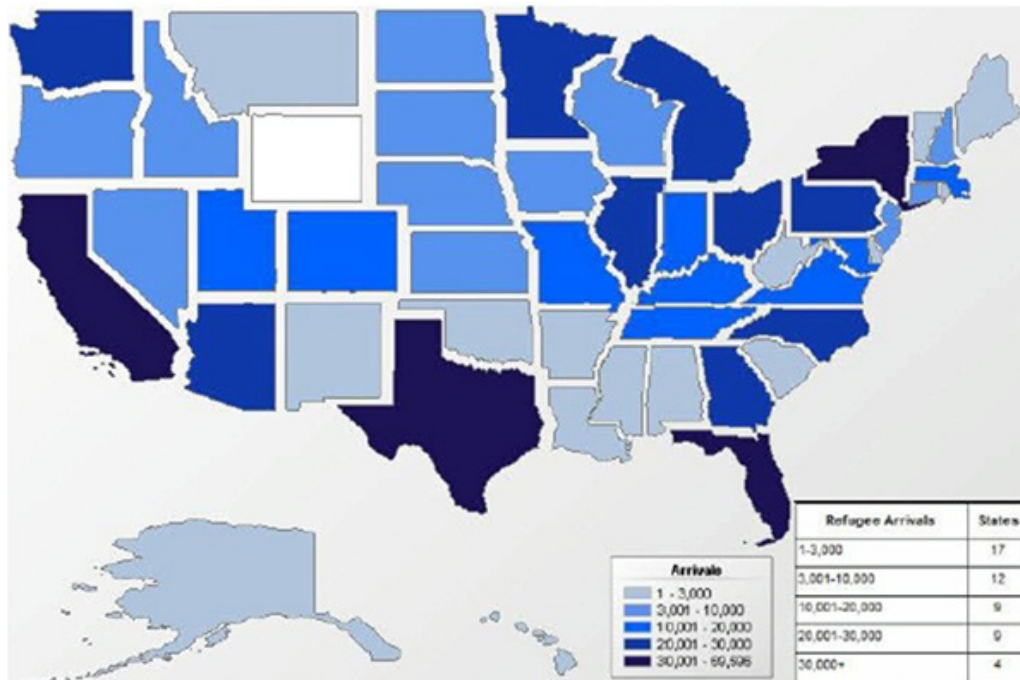 Refugee Arrivals States
1-3,000 17
3,001-10,000 12
10,001-20,000 9
20,001-30,000 9
30,000+ 4
Arrivals
1 - 3,000
3,001 - 10,000
10,001 - 20,000
20,001 - 30,000
30,001 - 69,596